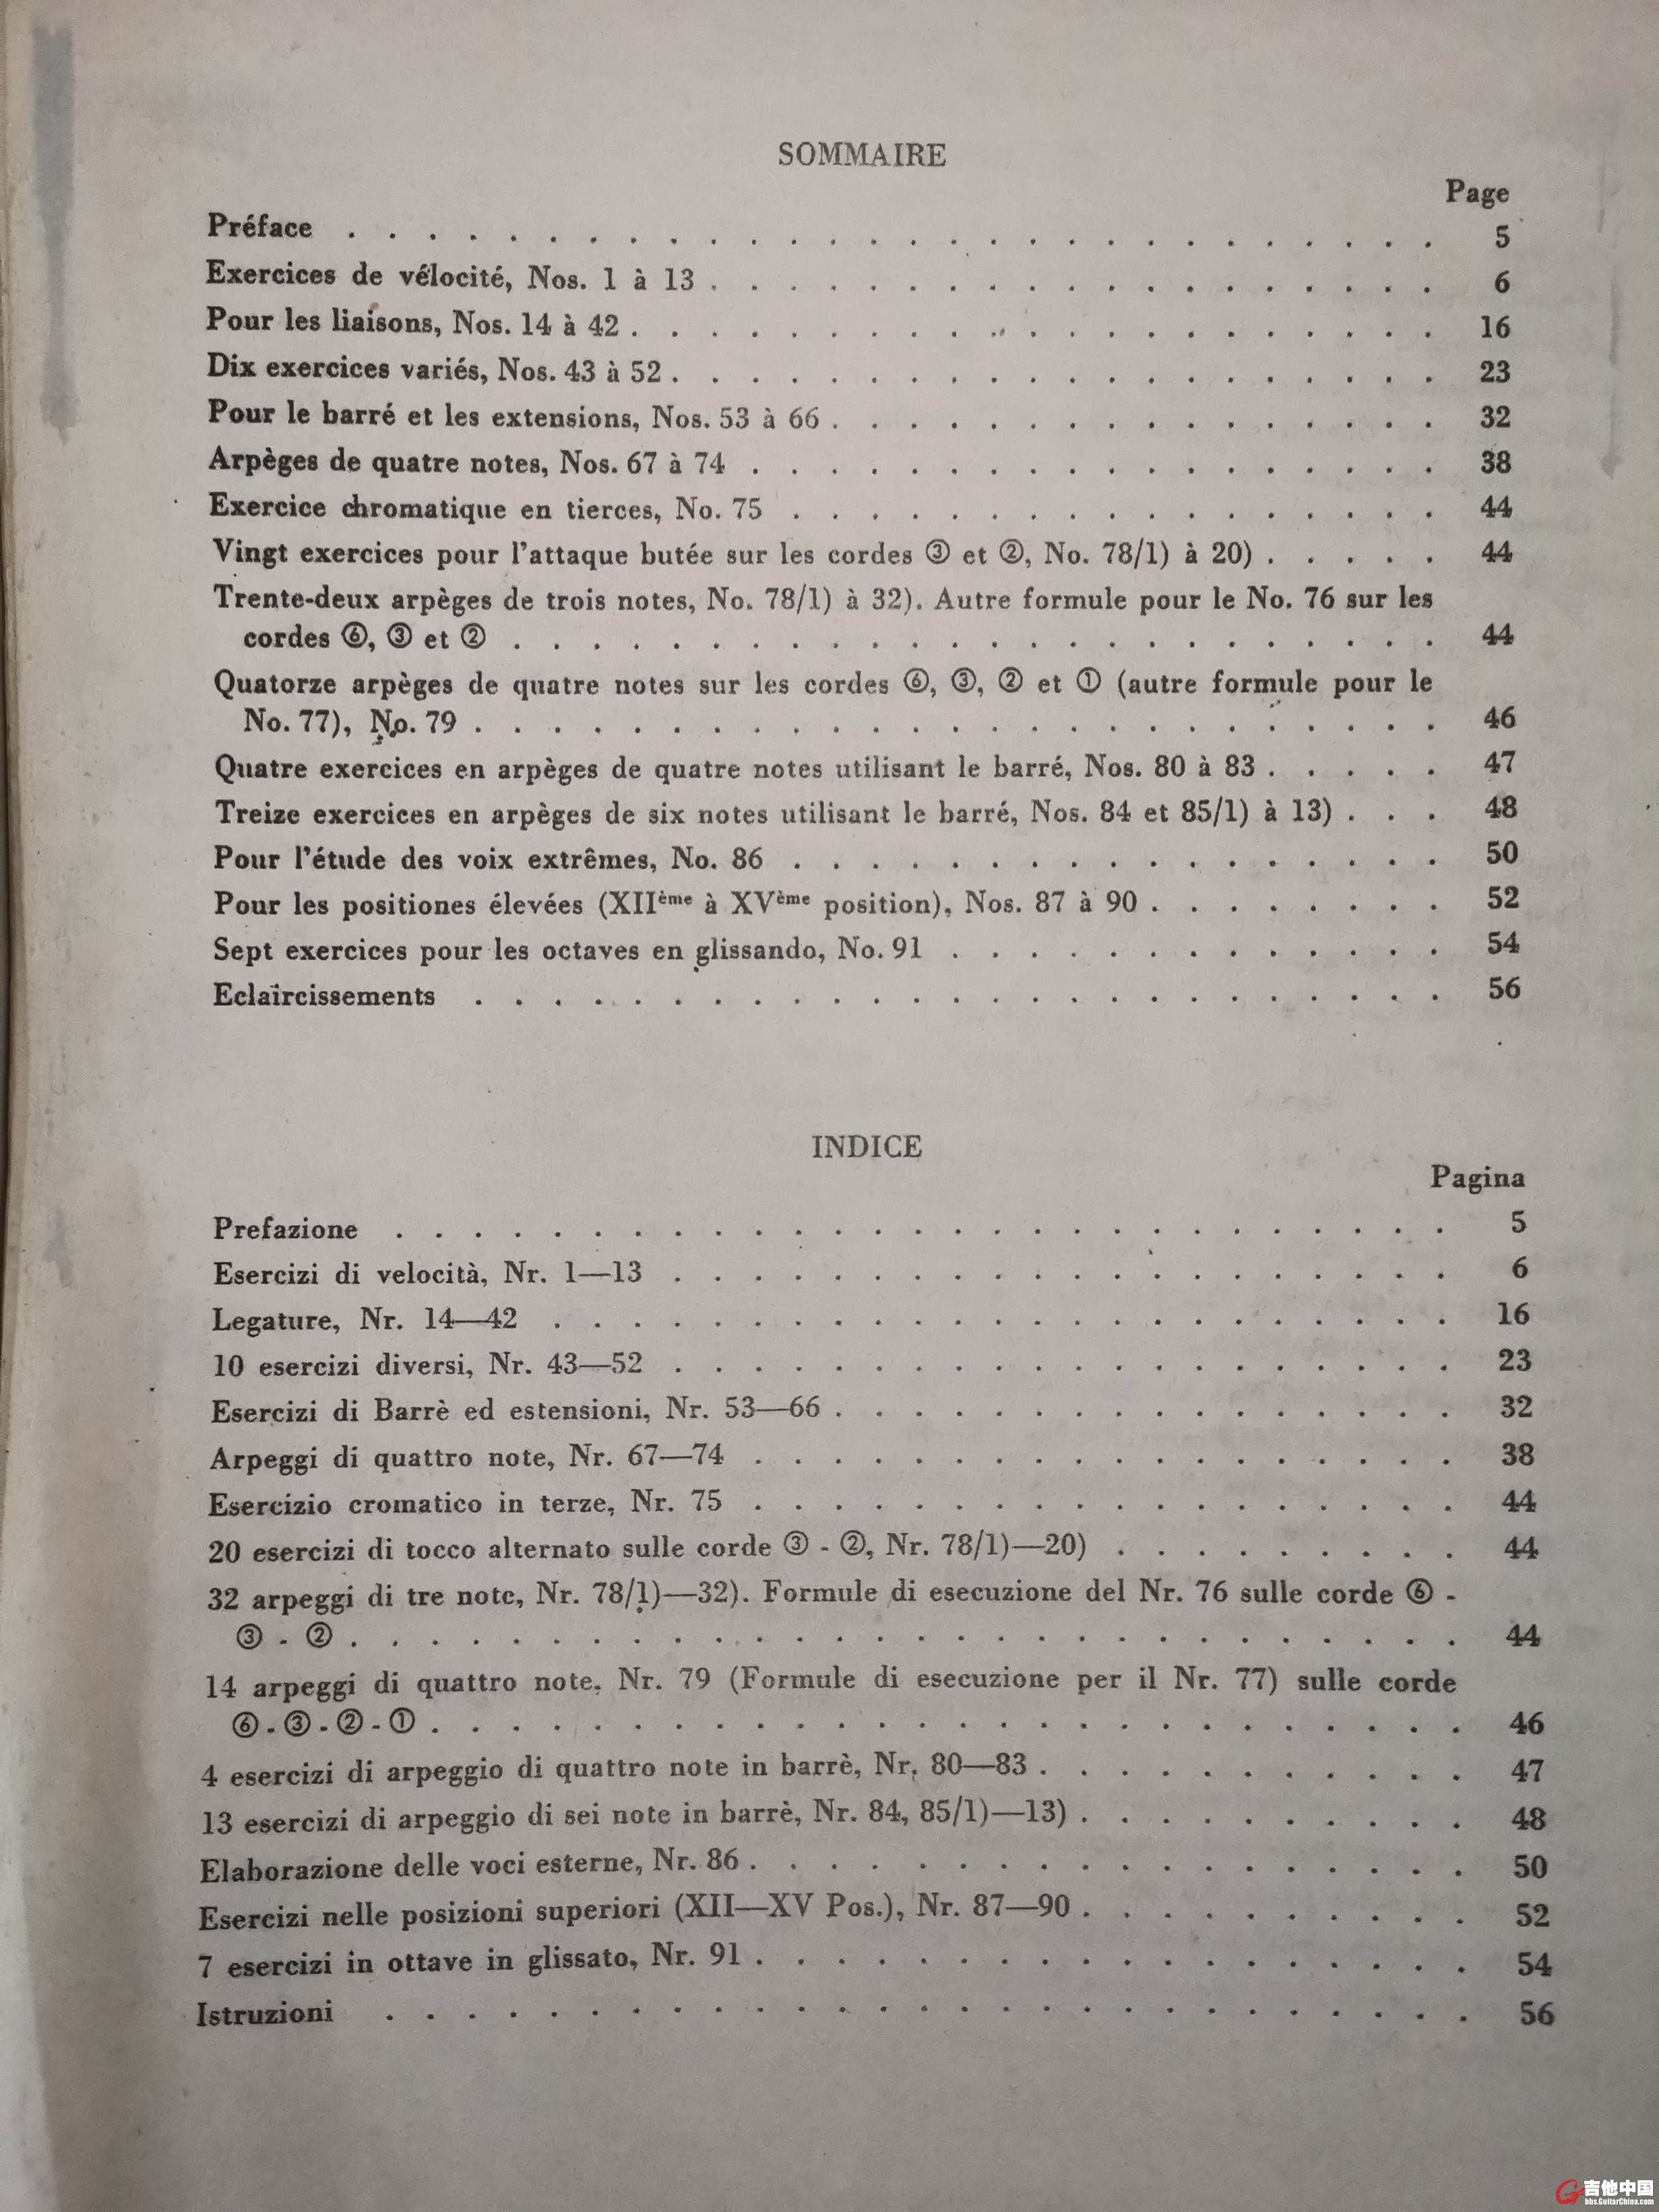 SOMMAIRE
Page
Préface . . . . . . . . . . . . . . . . . . . . . . . . . . . . 5
Exercices de vélocité, Nos. 1 à 13 . . . . . . . . . . . . . . . . . . . 6
Pour les liaisons, Nos. 14 à 42 . . . . . . . . . . . . . . . . . . . . . 16
Dix exercices variés, Nos. 43 à 52 . . . . . . . . . . . . . . . . . . . . 23
Pour le barré et les extensions, Nos. 53 à 66 . . . . . . . . . . . . . . . . 32
Arpèges de quatre notes, Nos. 67 à 74 . . . . . . . . . . . . . . . . . . 38
Exercice chromatique en tierces, No. 75 . . . . . . . . . . . . . . . . . 44
Vingt exercices pour l'attaque butée sur les cordes ③ et ②, No. 78/1) à 20) . . . . . 44
Trente-deux arpèges de trois notes, No. 78/1) à 32). Autre formule pour le No. 76 sur les
cordes ⑥, ③ et ② . . . . . . . . . . . . . . . . . . . . . . . . 44
Quatorze arpèges de quatre notes sur les cordes ⑥, ③, ② et ① (autre formule pour le
No. 77), No. 79 . . . . . . . . . . . . . . . . . . . . . . . . . 46
Quatre exercices en arpèges de quatre notes utilisant le barré, Nos. 80 à 83 . . . . . 47
Treize exercices en arpèges de six notes utilisant le barré, Nos. 84 et 85/1) à 13) . . . 48
Pour l'étude des voix extrêmes, No. 86 . . . . . . . . . . . . . . . . . 50
Pour les positiones élevées (XIIème à XVème position), Nos. 87 à 90 . . . . . . . . 52
Sept exercices pour les octaves en glissando, No. 91 . . . . . . . . . . . . . 54
Eclaircissements . . . . . . . . . . . . . . . . . . . . . . . . . 56
INDICE
Pagina
Prefazione . . . . . . . . . . . . . . . . . . . . . . . . . . . 5
Esercizi di velocità, Nr. 1—13 . . . . . . . . . . . . . . . . . . . . 6
Legature, Nr. 14—42 . . . . . . . . . . . . . . . . . . . . . . . 16
10 esercizi diversi, Nr. 43—52 . . . . . . . . . . . . . . . . . . . . 23
Esercizi di Barrè ed estensioni, Nr. 53—66 . . . . . . . . . . . . . . . . 32
Arpeggi di quattro note, Nr. 67—74 . . . . . . . . . . . . . . . . . . 38
Esercizio cromatico in terze, Nr. 75 . . . . . . . . . . . . . . . . . . 44
20 esercizi di tocco alternato sulle corde ③ - ②, Nr. 78/1)—20) . . . . . . . . . 44
32 arpeggi di tre note, Nr. 78/1)—32). Formule di esecuzione del Nr. 76 sulle corde ⑥ -
③ - ② . . . . . . . . . . . . . . . . . . . . . . . . . . . . 44
14 arpeggi di quattro note, Nr. 79 (Formule di esecuzione per il Nr. 77) sulle corde
⑥ - ③ - ② - ① . . . . . . . . . . . . . . . . . . . . . . . . . . 46
4 esercizi di arpeggio di quattro note in barrè, Nr. 80—83 . . . . . . . . . . . 47
13 esercizi di arpeggio di sei note in barrè, Nr. 84, 85/1)—13) . . . . . . . . . . 48
Elaborazione delle voci esterne, Nr. 86 . . . . . . . . . . . . . . . . . . 50
Esercizi nelle posizioni superiori (XII—XV Pos.), Nr. 87—90 . . . . . . . . . . 52
7 esercizi in ottave in glissato, Nr. 91 . . . . . . . . . . . . . . . . . . 54
Istruzioni . . . . . . . . . . . . . . . . . . . . . . . . . . . 56
吉他中国
bbs.GuitarChina.com